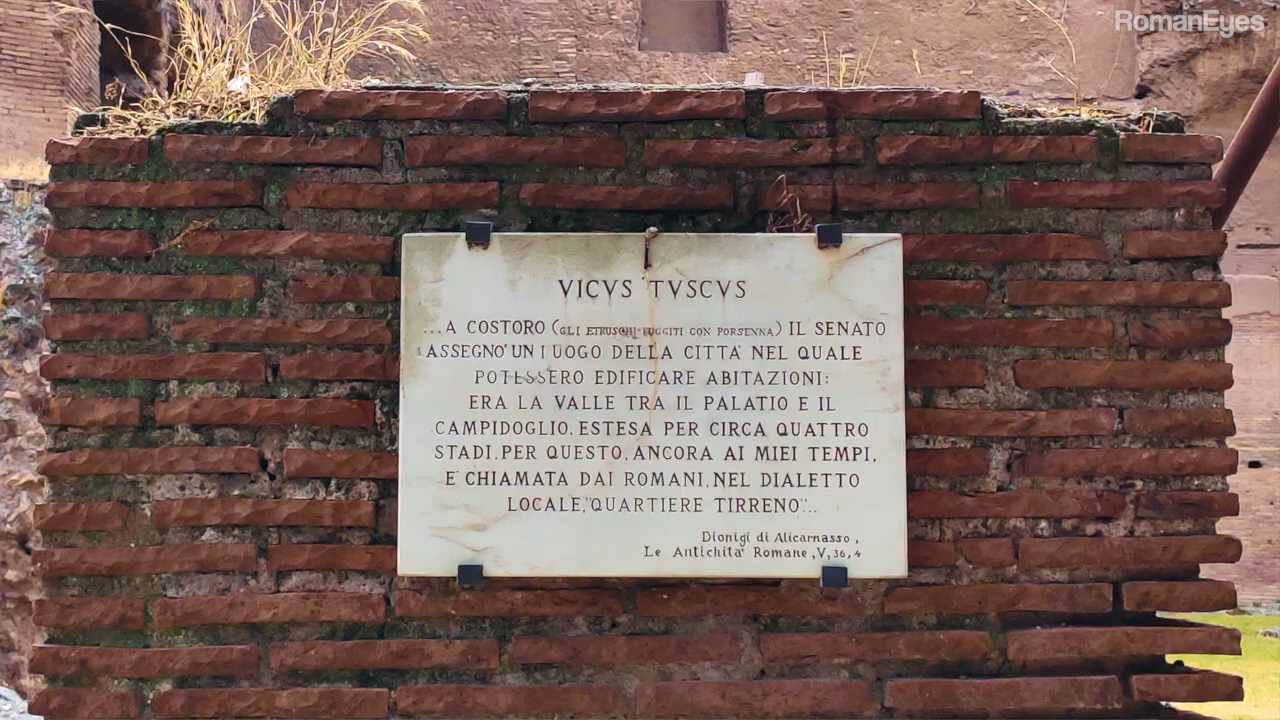 RomanEyes
VICVS TVSCVS
...A COSTORO (GLI ETRUSCHI FUGGITI CON PORSENNA) IL SENATO
ASSEGNO' UN LUOGO DELLA CITTA' NEL QUALE
POTESSERO EDIFICARE ABITAZIONI:
ERA LA VALLE TRA IL PALATIO E IL
CAMPIDOGLIO, ESTESA PER CIRCA QUATTRO
STADI. PER QUESTO, ANCORA AI MIEI TEMPI,
E' CHIAMATA DAI ROMANI, NEL DIALETTO
LOCALE, "QUARTIERE TIRRENO"...
Dionigi di Alicarnasso,
Le Antichità Romane, V, 36, 4